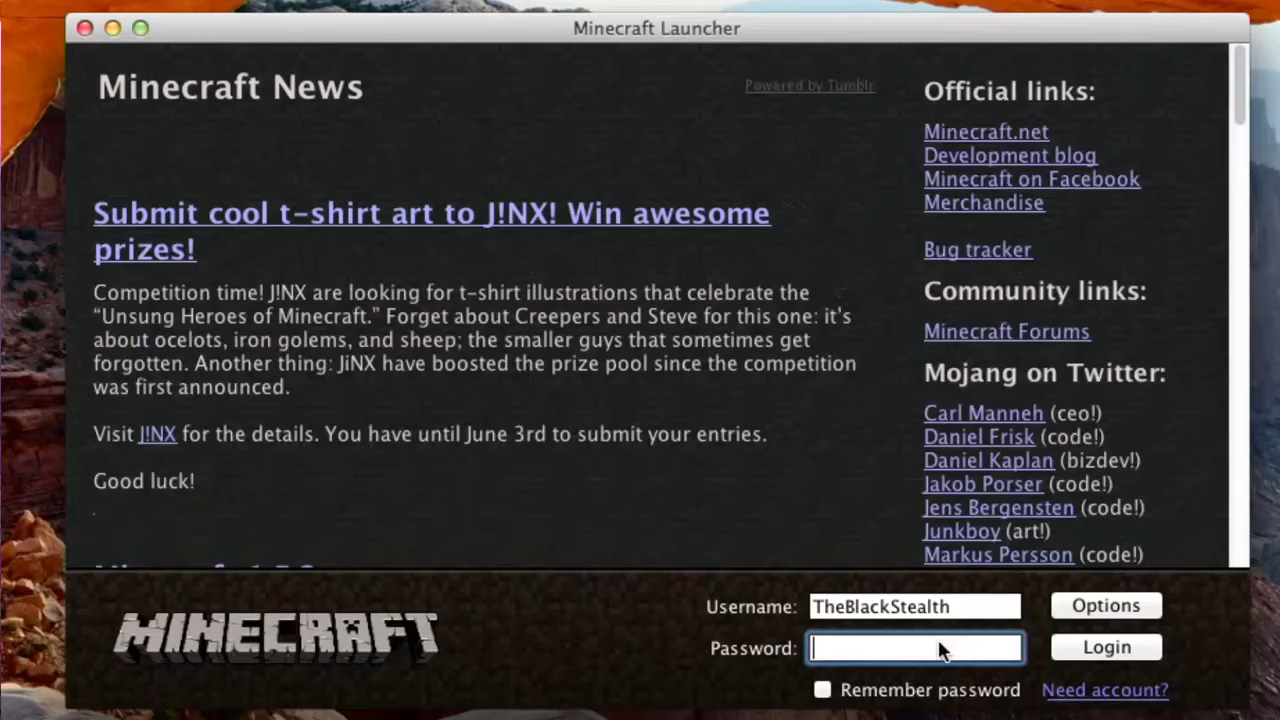 Minecraft Launcher
Minecraft News
Powered by Tumblr
Submit cool t-shirt art to J!NX! Win awesome
prizes!
Competition time! J!NX are looking for t-shirt illustrations that celebrate the
“Unsung Heroes of Minecraft.” Forget about Creepers and Steve for this one: it's
about ocelots, iron golems, and sheep; the smaller guys that sometimes get
forgotten. Another thing: JiNX have boosted the prize pool since the competition
was first announced.
Visit J!NX for the details. You have until June 3rd to submit your entries.
Good luck!
.
Official links:
Minecraft.net
Development blog
Minecraft on Facebook
Merchandise
Bug tracker
Community links:
Minecraft Forums
Mojang on Twitter:
Carl Manneh (ceo!)
Daniel Frisk (code!)
Daniel Kaplan (bizdev!)
Jakob Porser (code!)
Jens Bergensten (code!)
Junkboy (art!)
Markus Persson (code!)
MINECRAFT
Username: TheBlackStealth Options
Password: Login
Remember password Need account?